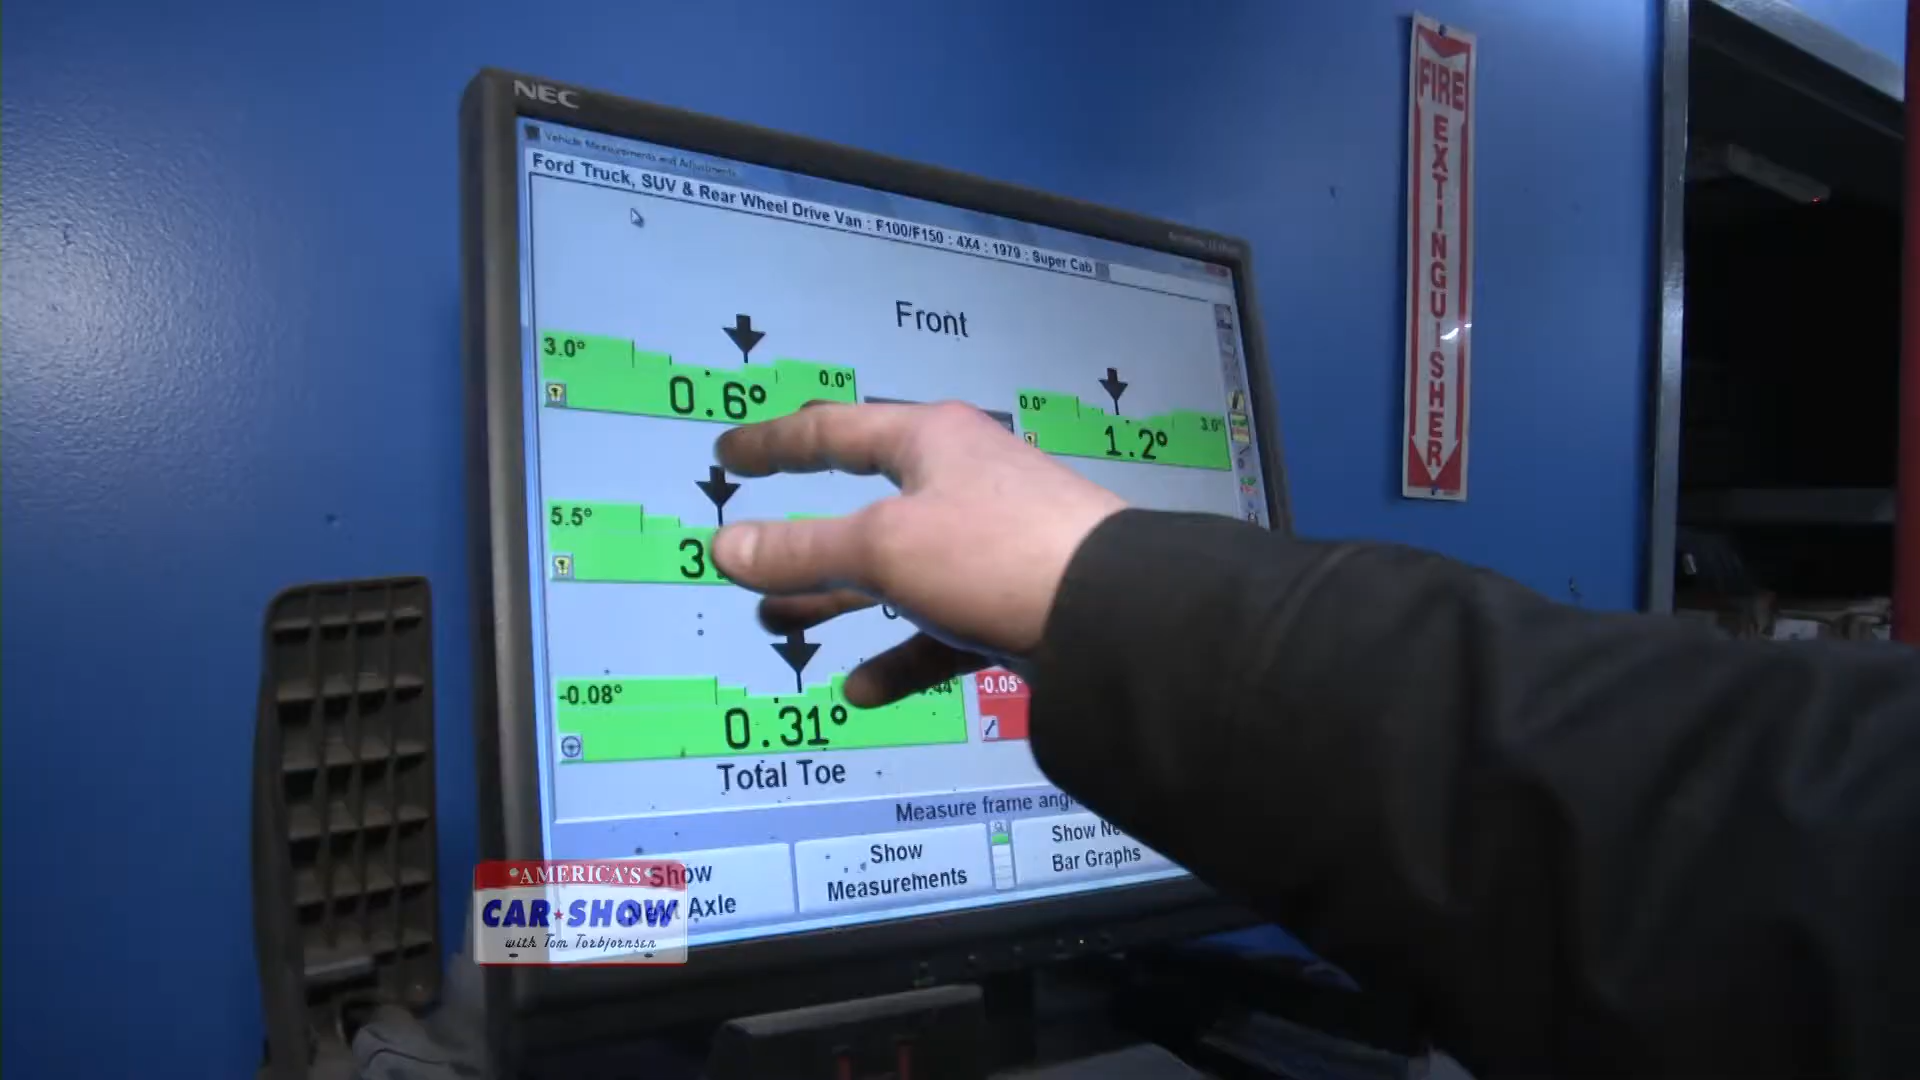 NEC
Vehicle Measurements and Adjustments
Ford Truck, SUV & Rear Wheel Drive Van : F100/F150 : 4X4 : 1979 : Super Cab
Front
3.0°
0.6°
0.0°
0.0°
1.2°
3.0°
5.5°
3
-0.08°
0.31°
-0.05°
Total Toe
Measure frame
Show
Next Axle
Show
Measurements
Show
Bar Graphs
AMERICA'S
CAR SHOW
with Tom Torbjornsen
FIRE
EXTINGUISHER